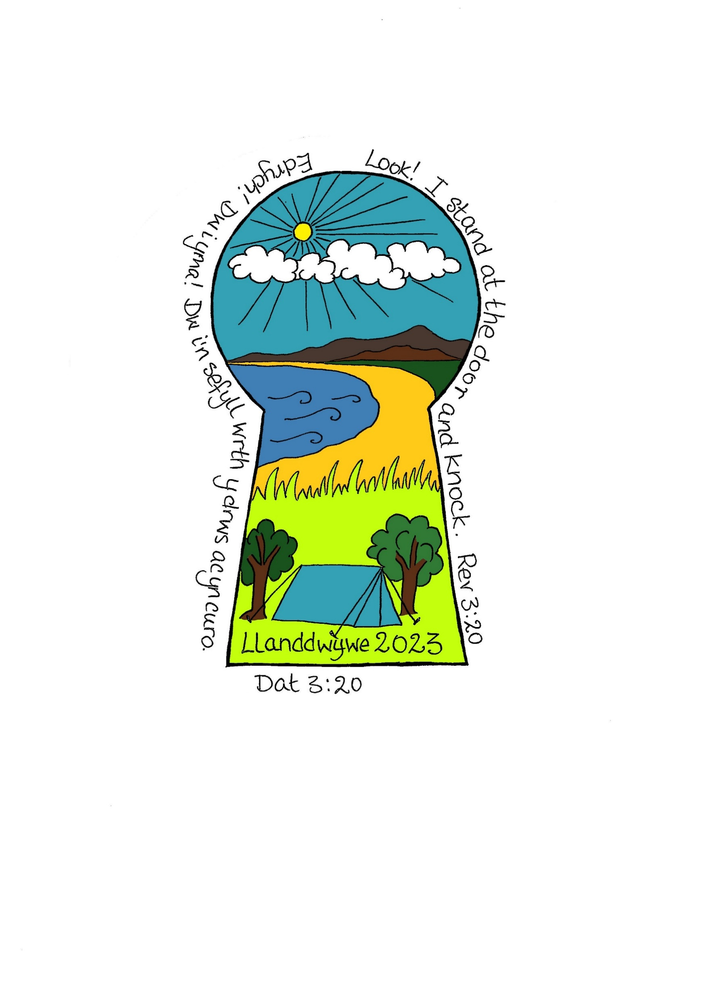 Edrych! Dw i yma! Dw i'n sefyll wrth y drws ac yn curo.
Look! I stand at the door and knock. Rev 3:20
Llanddwywe 2023
Dat 3:20